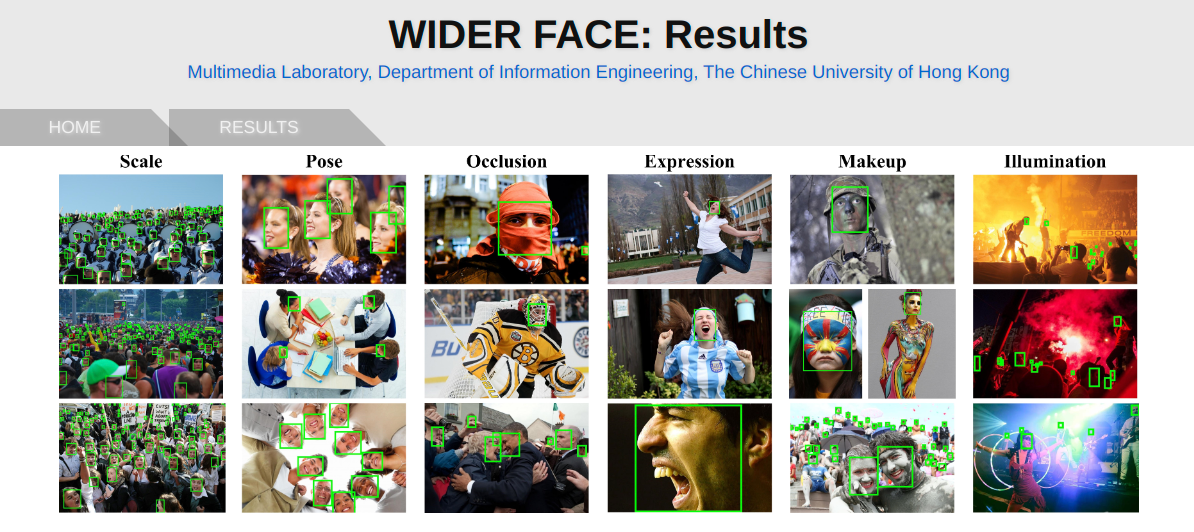 WIDER FACE: Results
Multimedia Laboratory, Department of Information Engineering, The Chinese University of Hong Kong
HOME
RESULTS
Scale
Pose
Occlusion
Expression
Makeup
Illumination
FREEDOM